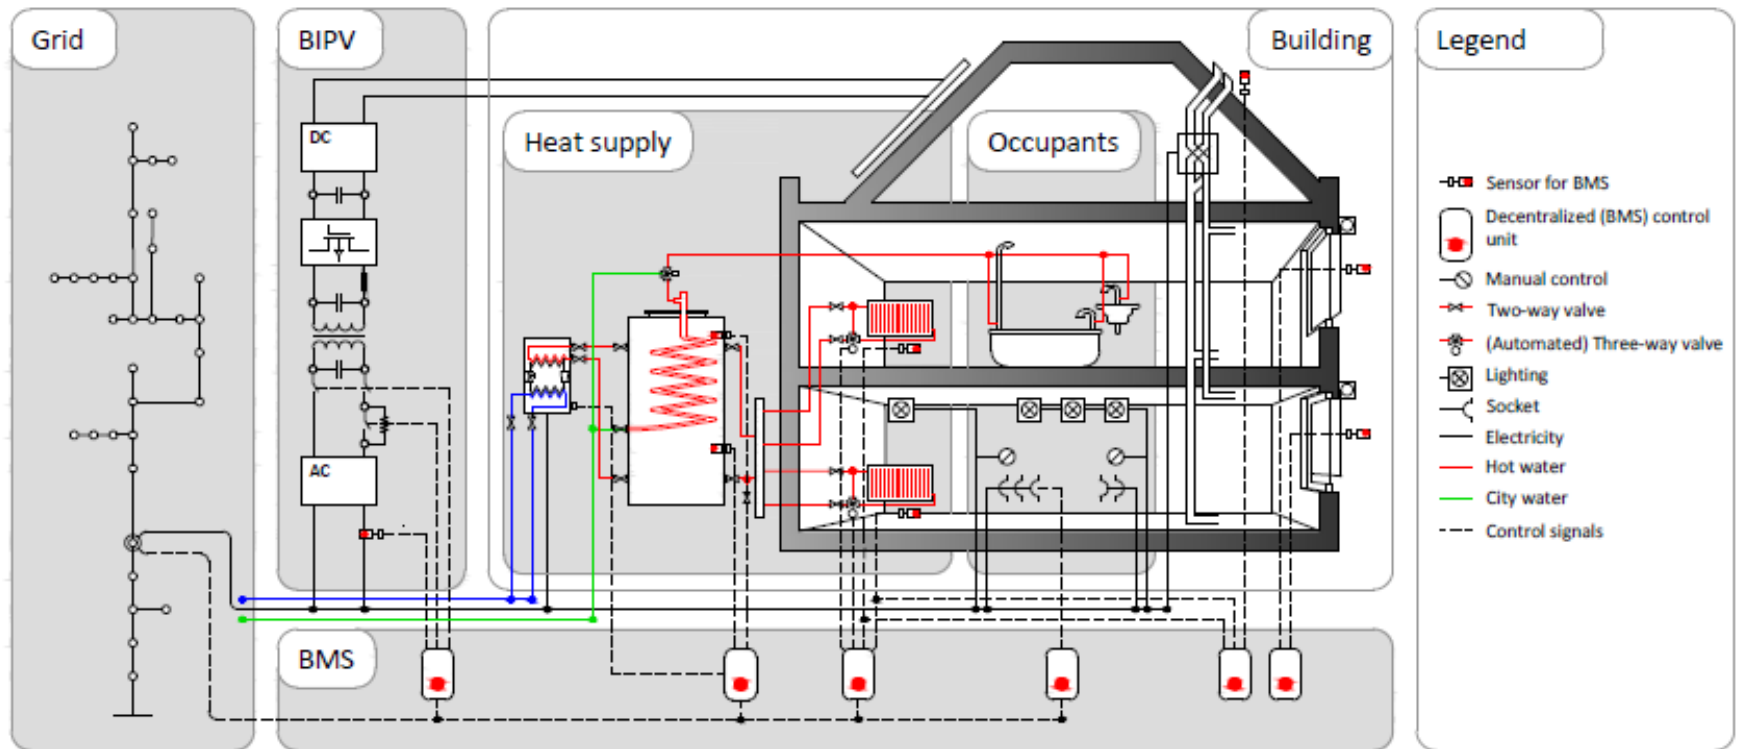 Grid
BIPV
Building
Legend
DC
Heat supply
Occupants
AC
BMS
Sensor for BMS
Decentralized (BMS) control
unit
Manual control
Two-way valve
(Automated) Three-way valve
Lighting
Socket
Electricity
Hot water
City water
Control signals